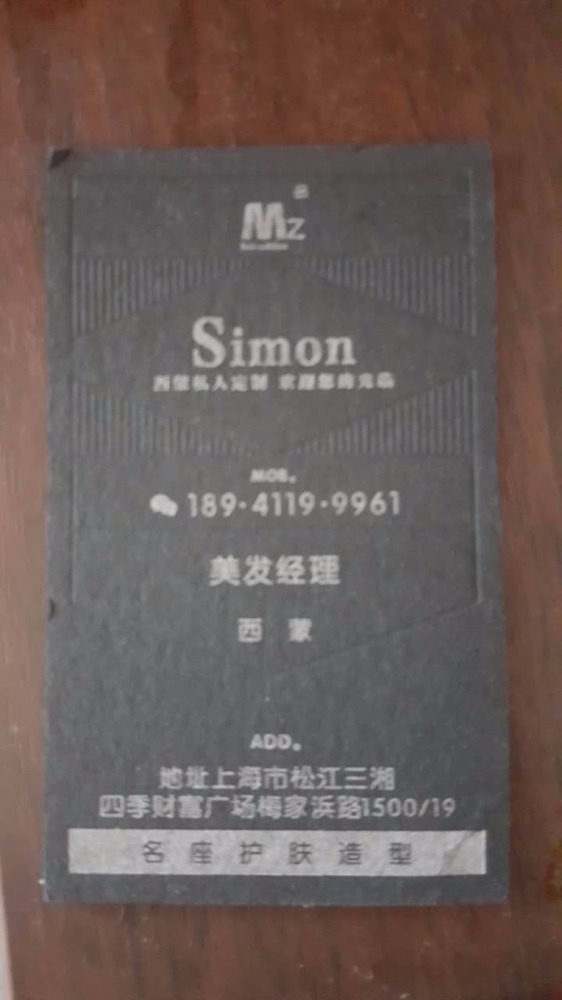 MZ
Simon
西蒙私人定制 欢迎您的光临
MOB。
189·4119·9961
美发经理
西 蒙
ADD。
地址上海市松江三湘
四季财富广场梅家浜路1500/19
名座护肤造型